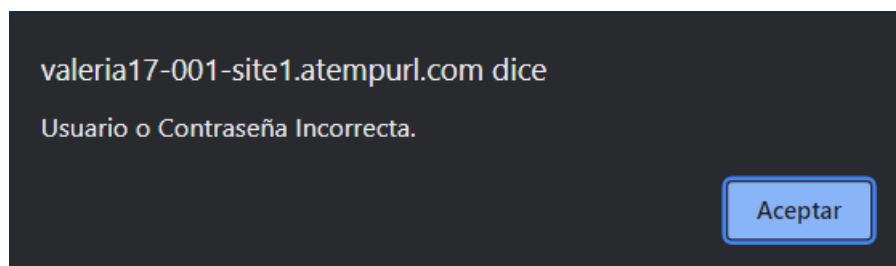 valeria17-001-site1.atempurl.com dice
Usuario o Contraseña Incorrecta.
Aceptar